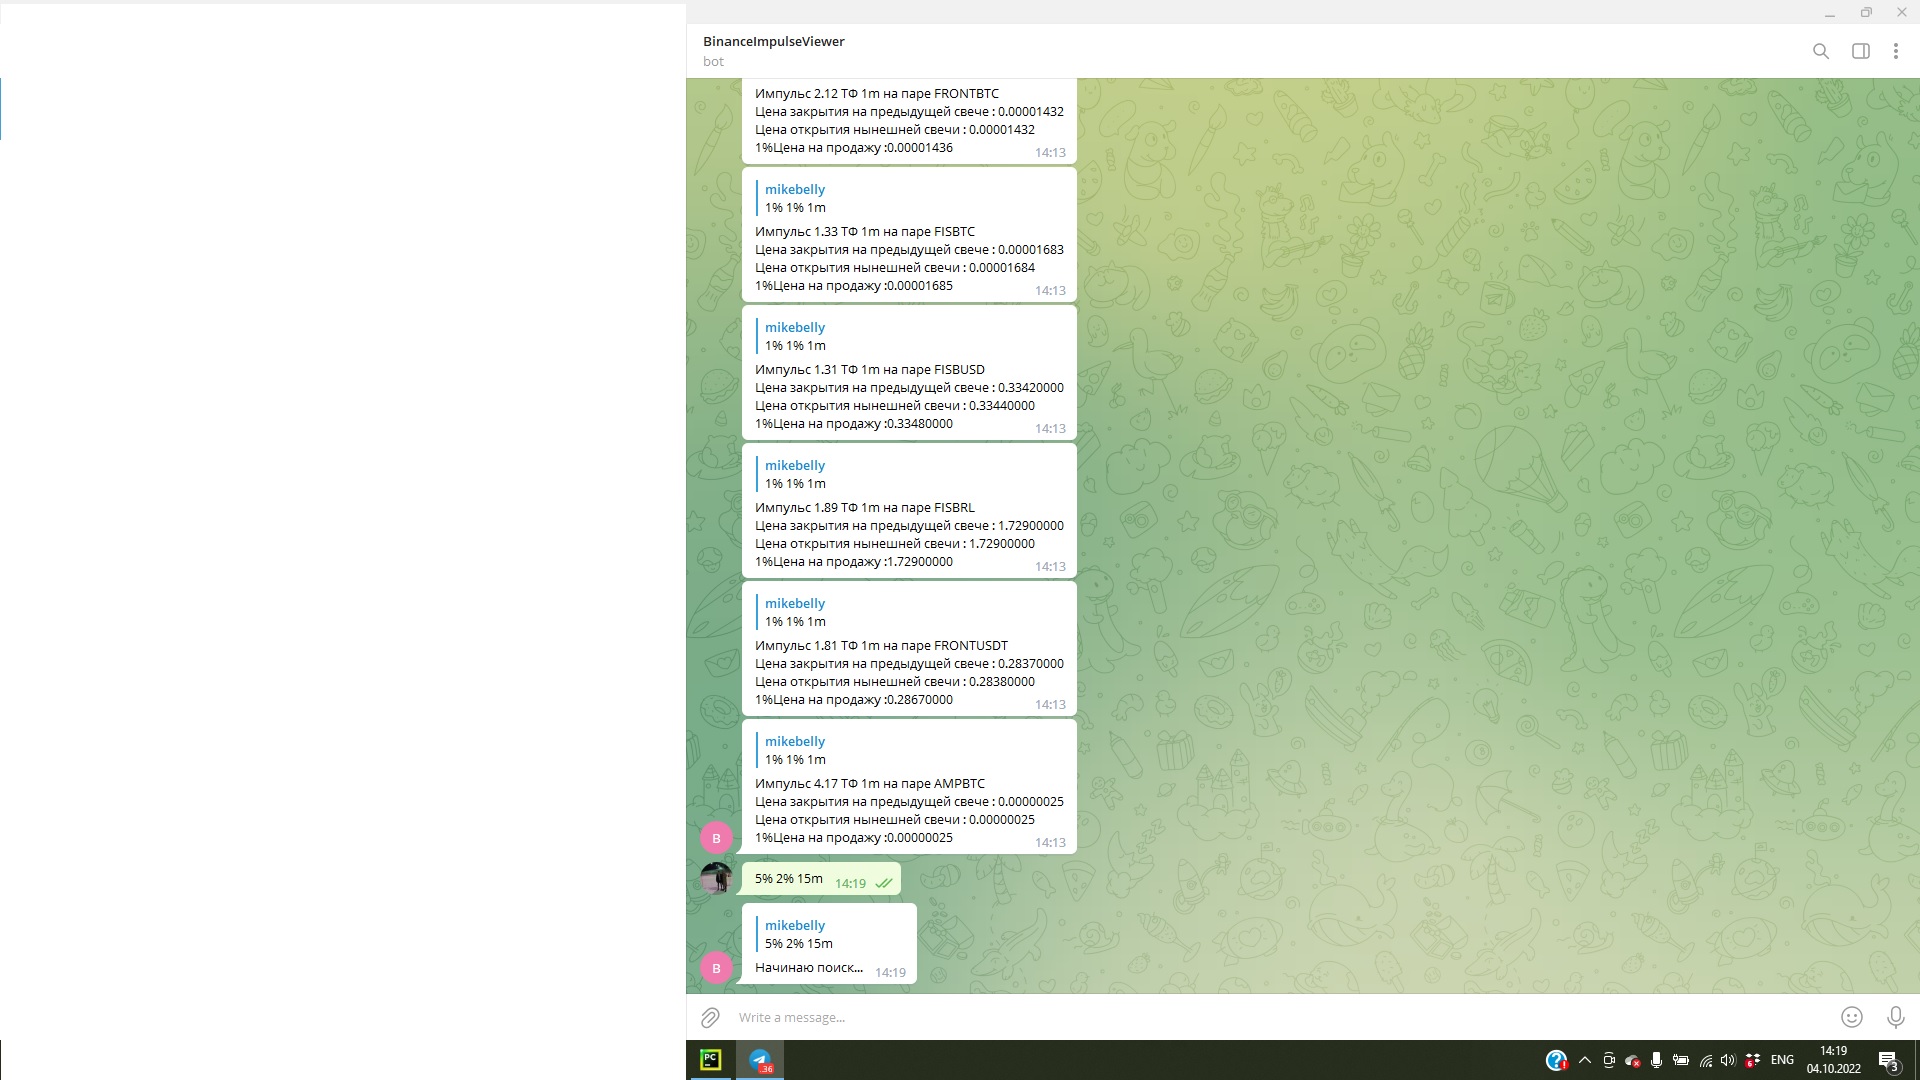 BinanceImpulseViewer
bot
Импульс 2.12 ТФ 1m на паре FRONTBTC
Цена закрытия на предыдущей свече : 0.00001432
Цена открытия нынешней свечи : 0.00001432
1%Цена на продажу :0.00001436
14:13
mikebelly
1% 1% 1m
Импульс 1.33 ТФ 1m на паре FISBTC
Цена закрытия на предыдущей свече : 0.00001683
Цена открытия нынешней свечи : 0.00001684
1%Цена на продажу :0.00001685
14:13
mikebelly
1% 1% 1m
Импульс 1.31 ТФ 1m на паре FISBUSD
Цена закрытия на предыдущей свече : 0.33420000
Цена открытия нынешней свечи : 0.33440000
1%Цена на продажу :0.33480000
14:13
mikebelly
1% 1% 1m
Импульс 1.89 ТФ 1m на паре FISBRL
Цена закрытия на предыдущей свече : 1.72900000
Цена открытия нынешней свечи : 1.72900000
1%Цена на продажу :1.72900000
14:13
mikebelly
1% 1% 1m
Импульс 1.81 ТФ 1m на паре FRONTUSDT
Цена закрытия на предыдущей свече : 0.28370000
Цена открытия нынешней свечи : 0.28380000
1%Цена на продажу :0.28670000
14:13
mikebelly
1% 1% 1m
Импульс 4.17 ТФ 1m на паре AMPBTC
Цена закрытия на предыдущей свече : 0.00000025
Цена открытия нынешней свечи : 0.00000025
1%Цена на продажу :0.00000025
14:13
B
5% 2% 15m 14:19
mikebelly
5% 2% 15m
Начинаю поиск... 14:19
B
Write a message...
PC
..36
ENG
14:19
04.10.2022
3